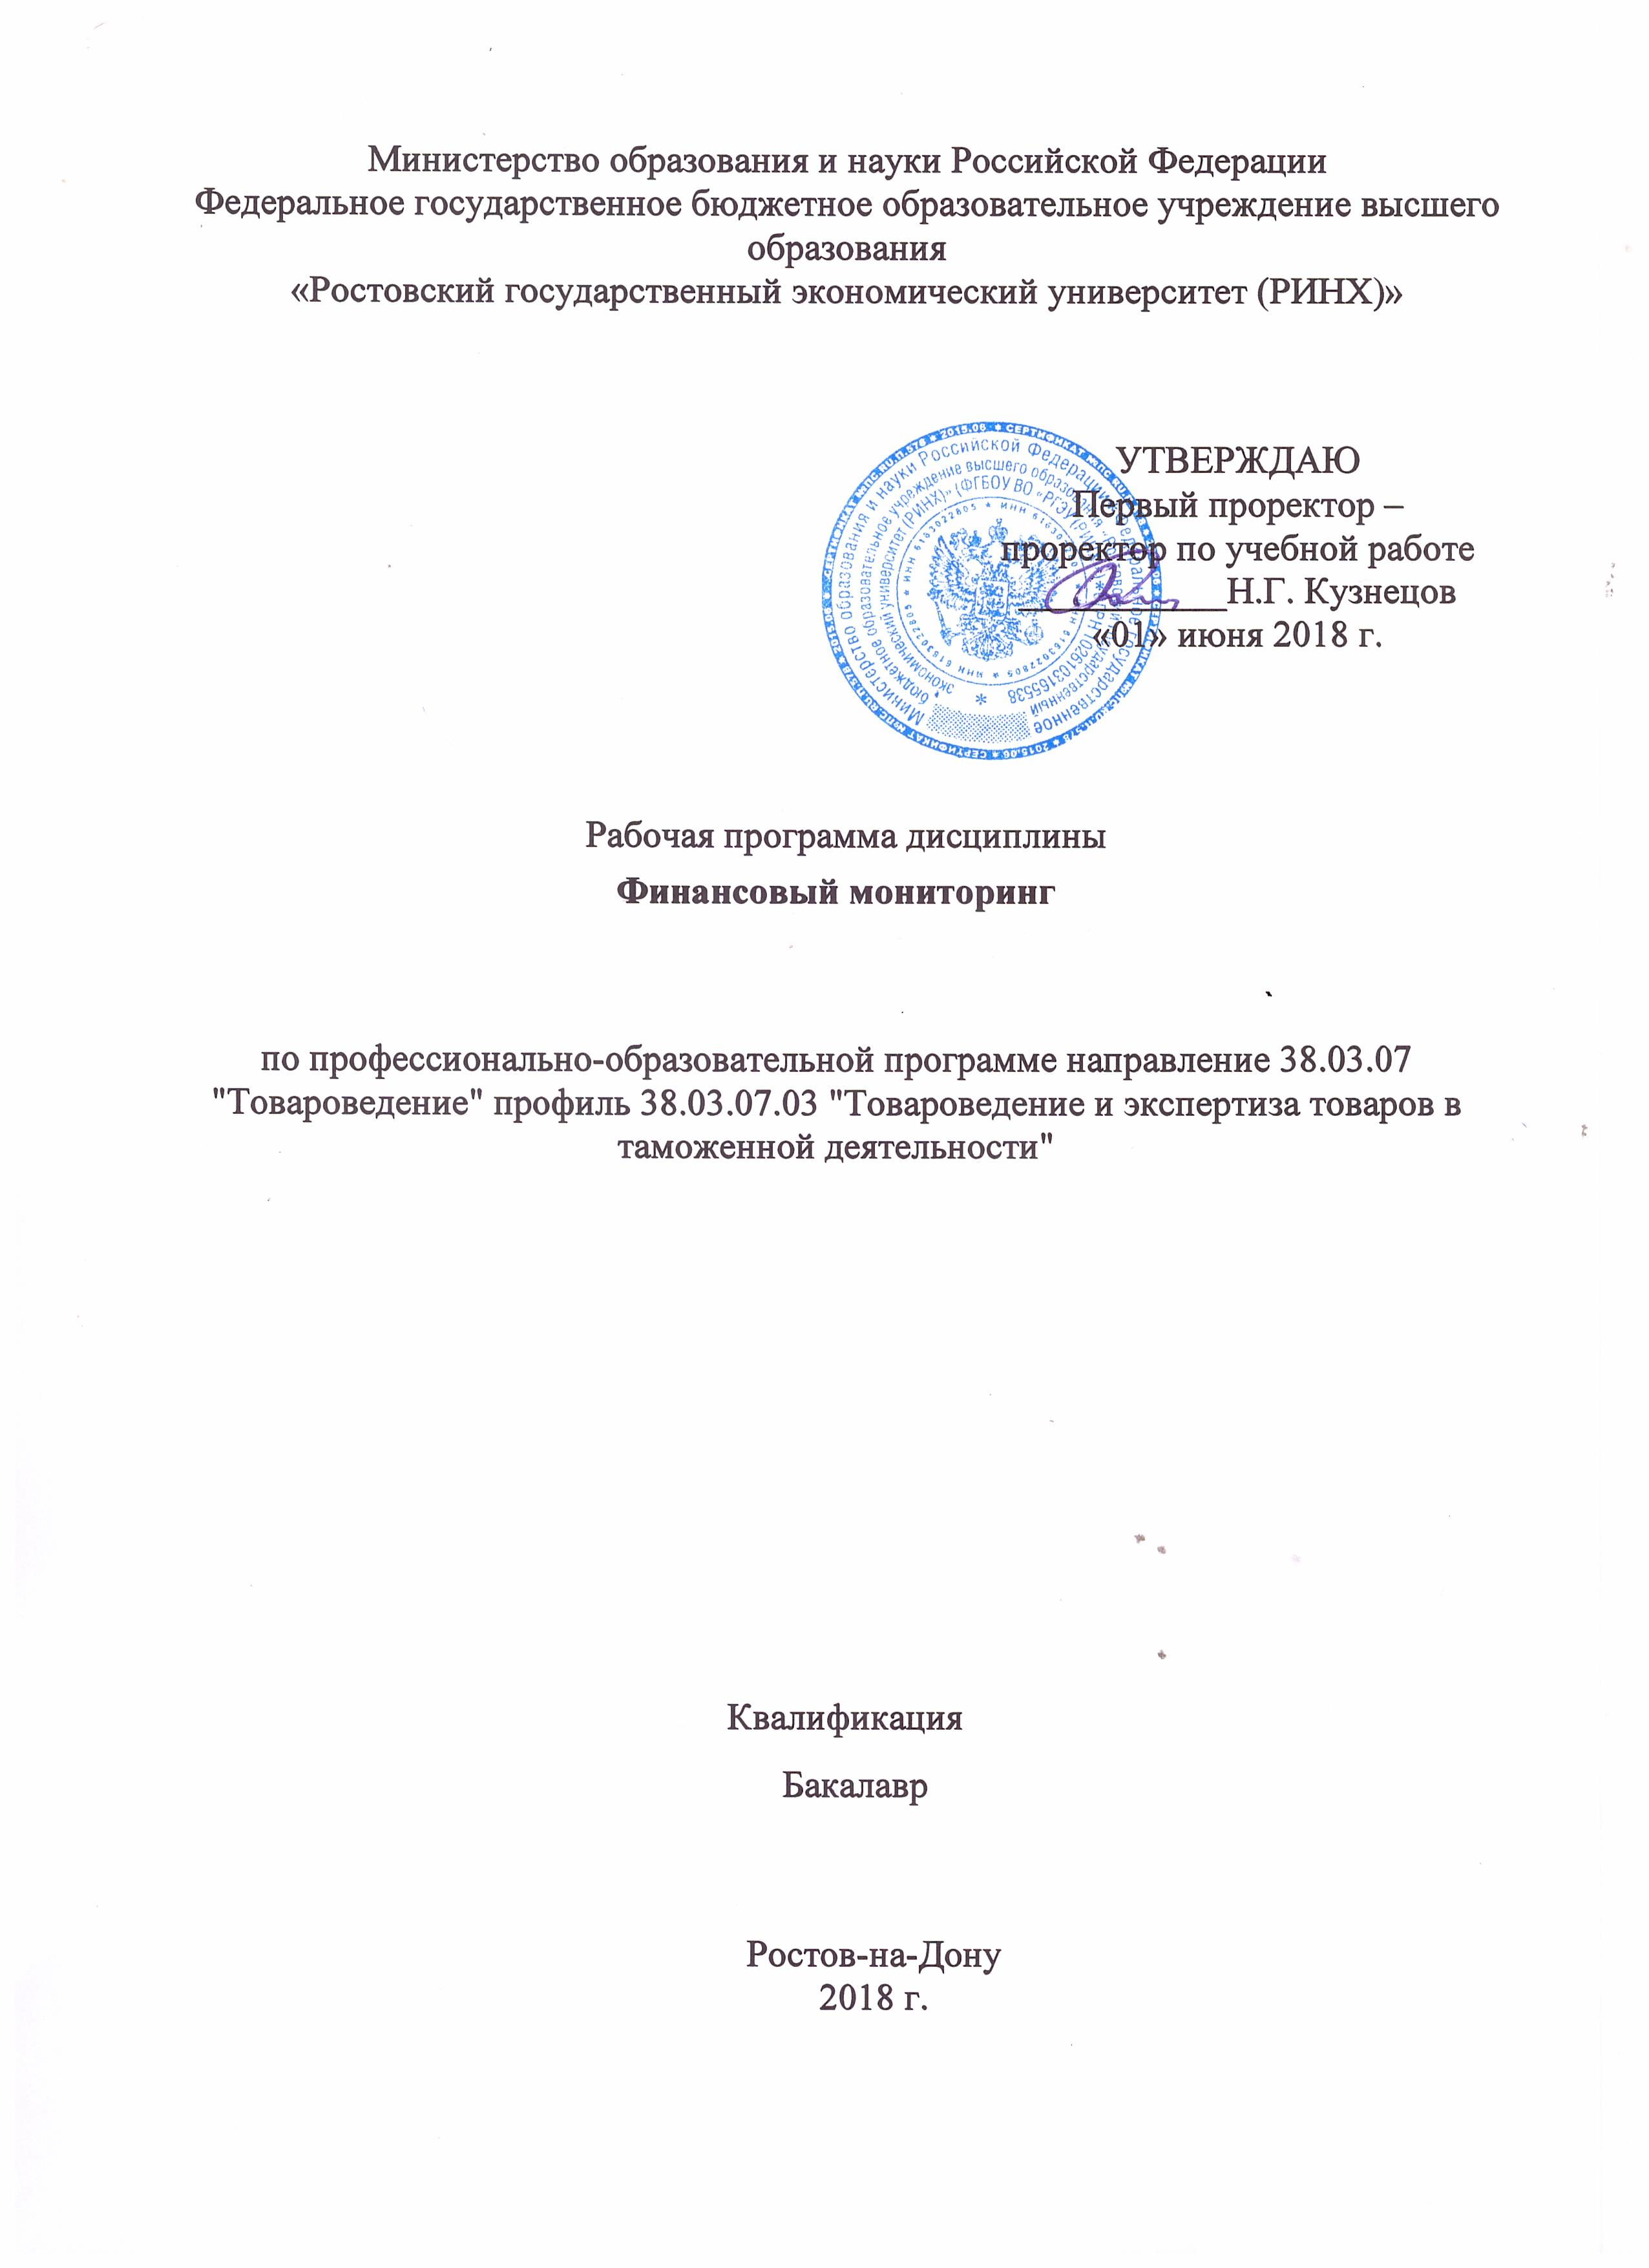 Министерство образования и науки Российской Федерации
Федеральное государственное бюджетное образовательное учреждение высшего
образования
«Ростовский государственный экономический университет (РИНХ)»
УТВЕРЖДАЮ
Первый проректор –
проректор по учебной работе
___________Н.Г. Кузнецов
«01» июня 2018 г.
Рабочая программа дисциплины
Финансовый мониторинг
по профессионально-образовательной программе направление 38.03.07
"Товароведение" профиль 38.03.07.03 "Товароведение и экспертиза товаров в
таможенной деятельности"
Квалификация
Бакалавр
Ростов-на-Дону
2018 г.